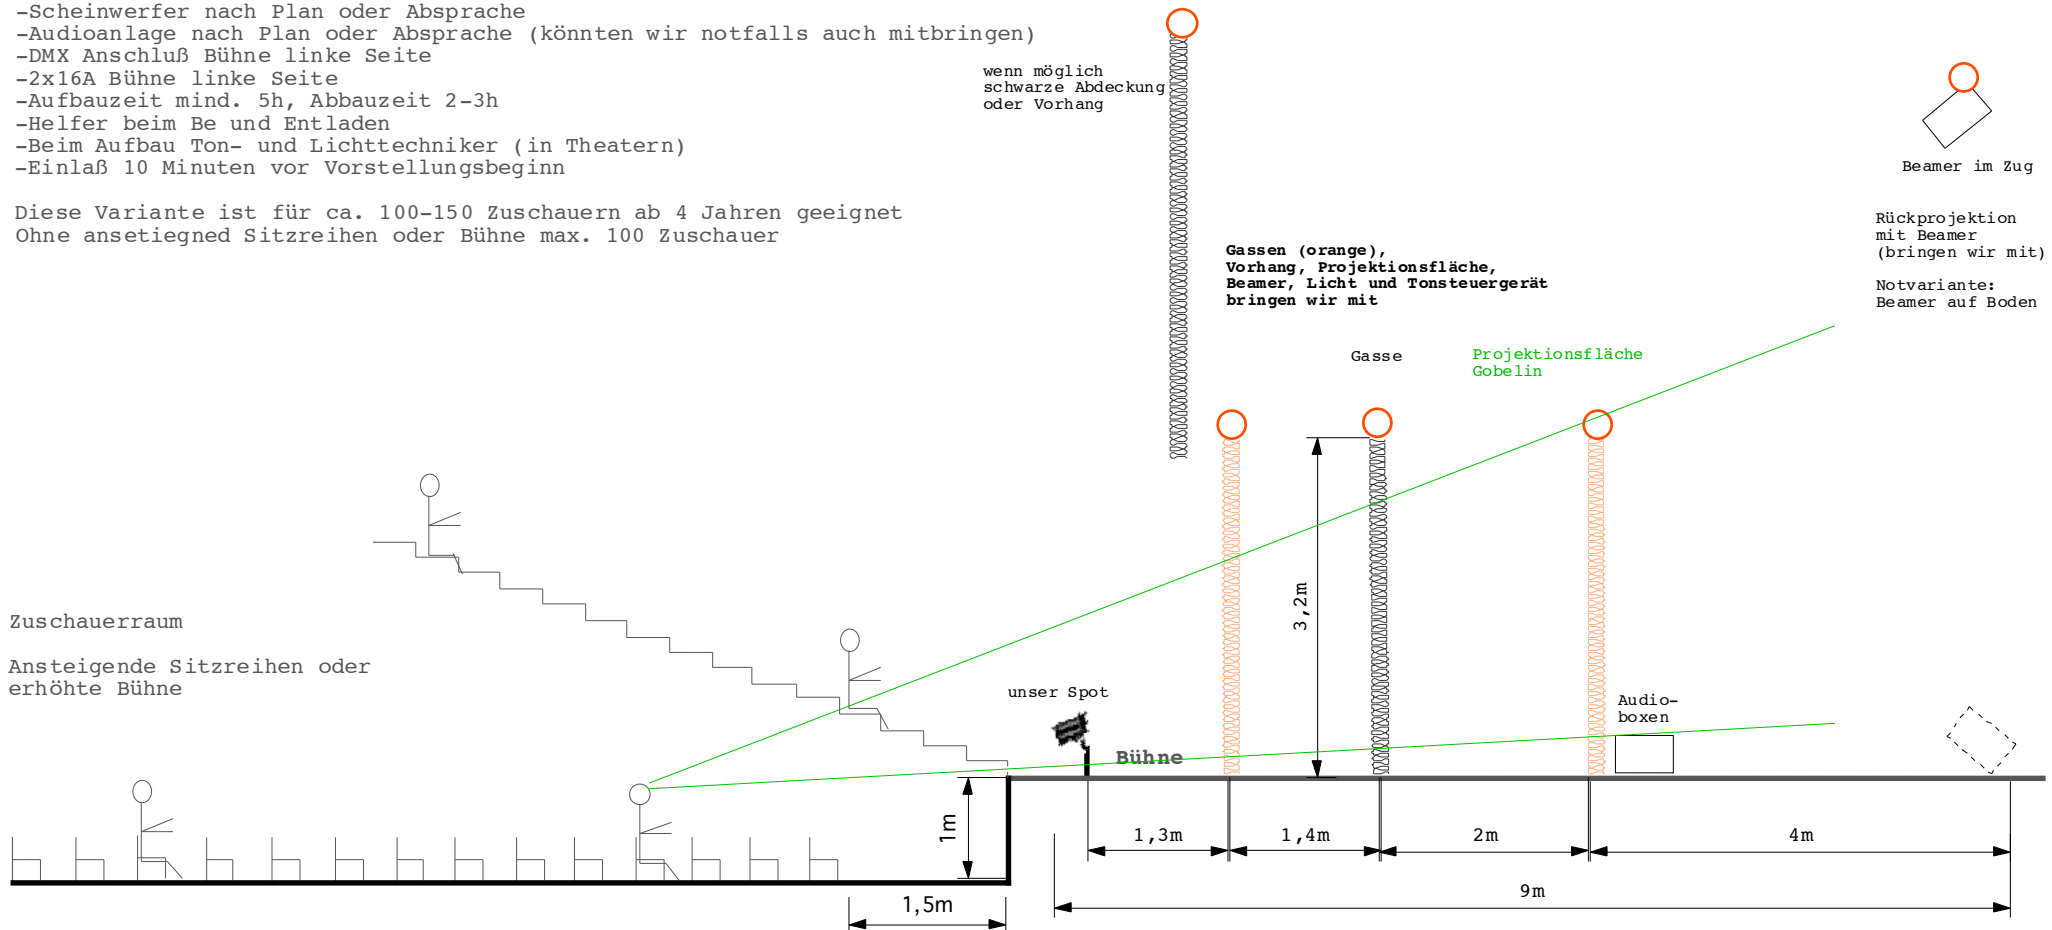 -Scheinwerfer nach Plan oder Absprache
-Audioanlage nach Plan oder Absprache (könnten wir notfalls auch mitbringen)
-DMX Anschluß Bühne linke Seite
-2x16A Bühne linke Seite
-Aufbauzeit mind. 5h, Abbauzeit 2-3h
-Helfer beim Be und Entladen
-Beim Aufbau Ton- und Lichttechniker (in Theatern)
-Einlaß 10 Minuten vor Vorstellungsbeginn
Diese Variante ist für ca. 100-150 Zuschauern ab 4 Jahren geeignet
Ohne ansetiegned Sitzreihen oder Bühne max. 100 Zuschauer
wenn möglich
schwarze Abdeckung
oder Vorhang
Beamer im Zug
Rückprojektion
mit Beamer
(bringen wir mit)
Notvariante:
Beamer auf Boden
Gassen (orange),
Vorhang, Projektionsfläche,
Beamer, Licht und Tonsteuergerät
bringen wir mit
Gasse
Projektionsfläche
Gobelin
3,2m
Zuschauerraum
Ansteigende Sitzreihen oder
erhöhte Bühne
unser Spot
Audio-
boxen
Bühne
1m
1,3m
1,4m
2m
4m
9m
1,5m